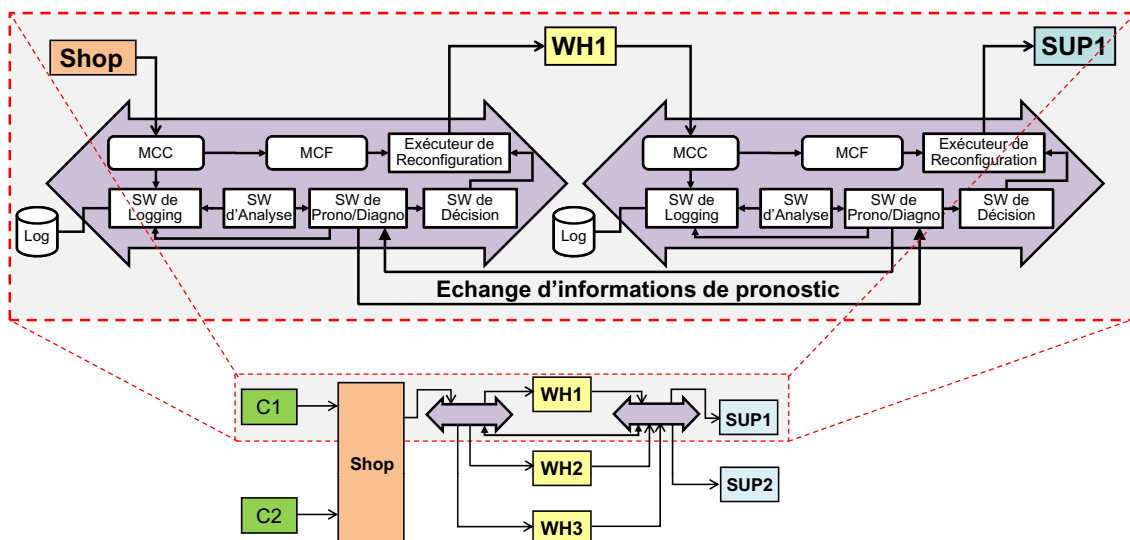 Shop
WH1
SUP1
MCC
MCF
Exécuteur de
Reconfiguration
SW de
Logging
SW
d'Analyse
SW de
Prono/Diagno
SW de
Décision
Log
MCC
MCF
Exécuteur de
Reconfiguration
SW de
Logging
SW
d'Analyse
SW de
Prono/Diagno
SW de
Décision
Log
Echange d'informations de pronostic
C1
Shop
WH1
SUP1
WH2
SUP2
C2
WH3